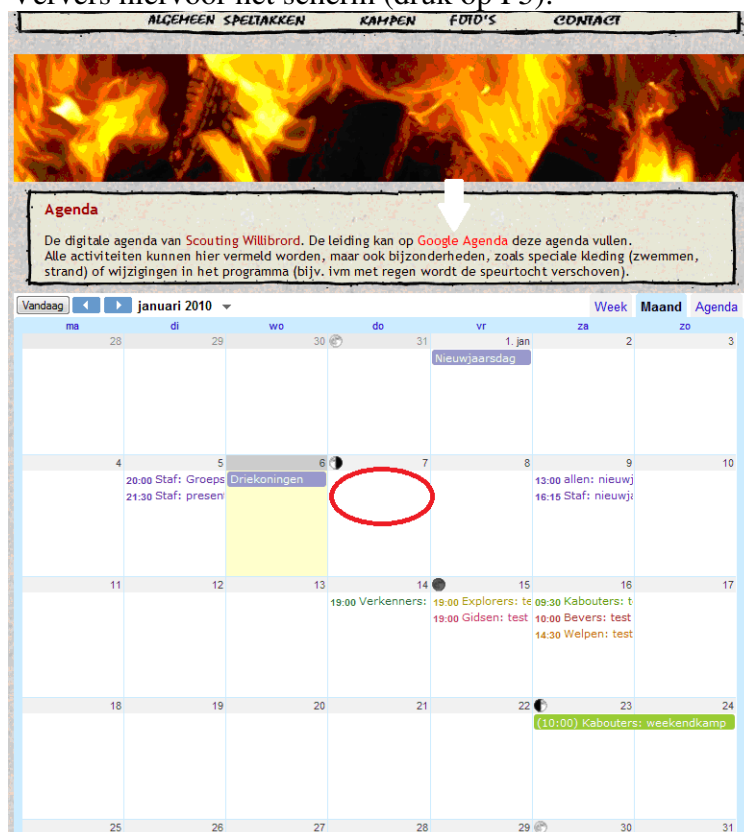 Ververs hiervoor het scherm (druk op F5).
ALGEMEEN SPELTAKKEN KAMPEN FOTO'S CONTACT
Agenda
De digitale agenda van Scouting Willibrord. De leiding kan op Google Agenda deze agenda vullen.
Alle activiteiten kunnen hier vermeld worden, maar ook bijzonderheden, zoals speciale kleding (zwemmen,
strand) of wijzigingen in het programma (bijv. ivm met regen wordt de speurtocht verschoven).
Vandaag januari 2010 Week Maand Agenda
ma di wo do vr za zo
28 29 30 31 1. jan 2 3
Nieuwjaarsdag
4 5 6 7 8 9 10
20:00 Staf: Groeps Driekoningen 13:00 allen: nieuwj
21:30 Staf: presen 16:15 Staf: nieuwja
11 12 13 14 15 16 17
19:00 Verkenners: 19:00 Explorers: te 09:30 Kabouters: t
19:00 Gidsen: test 10:00 Bevers: test
14:30 Welpen: test
18 19 20 21 22 23 24
(10:00) Kabouters: weekendkamp
25 26 27 28 29 30 31